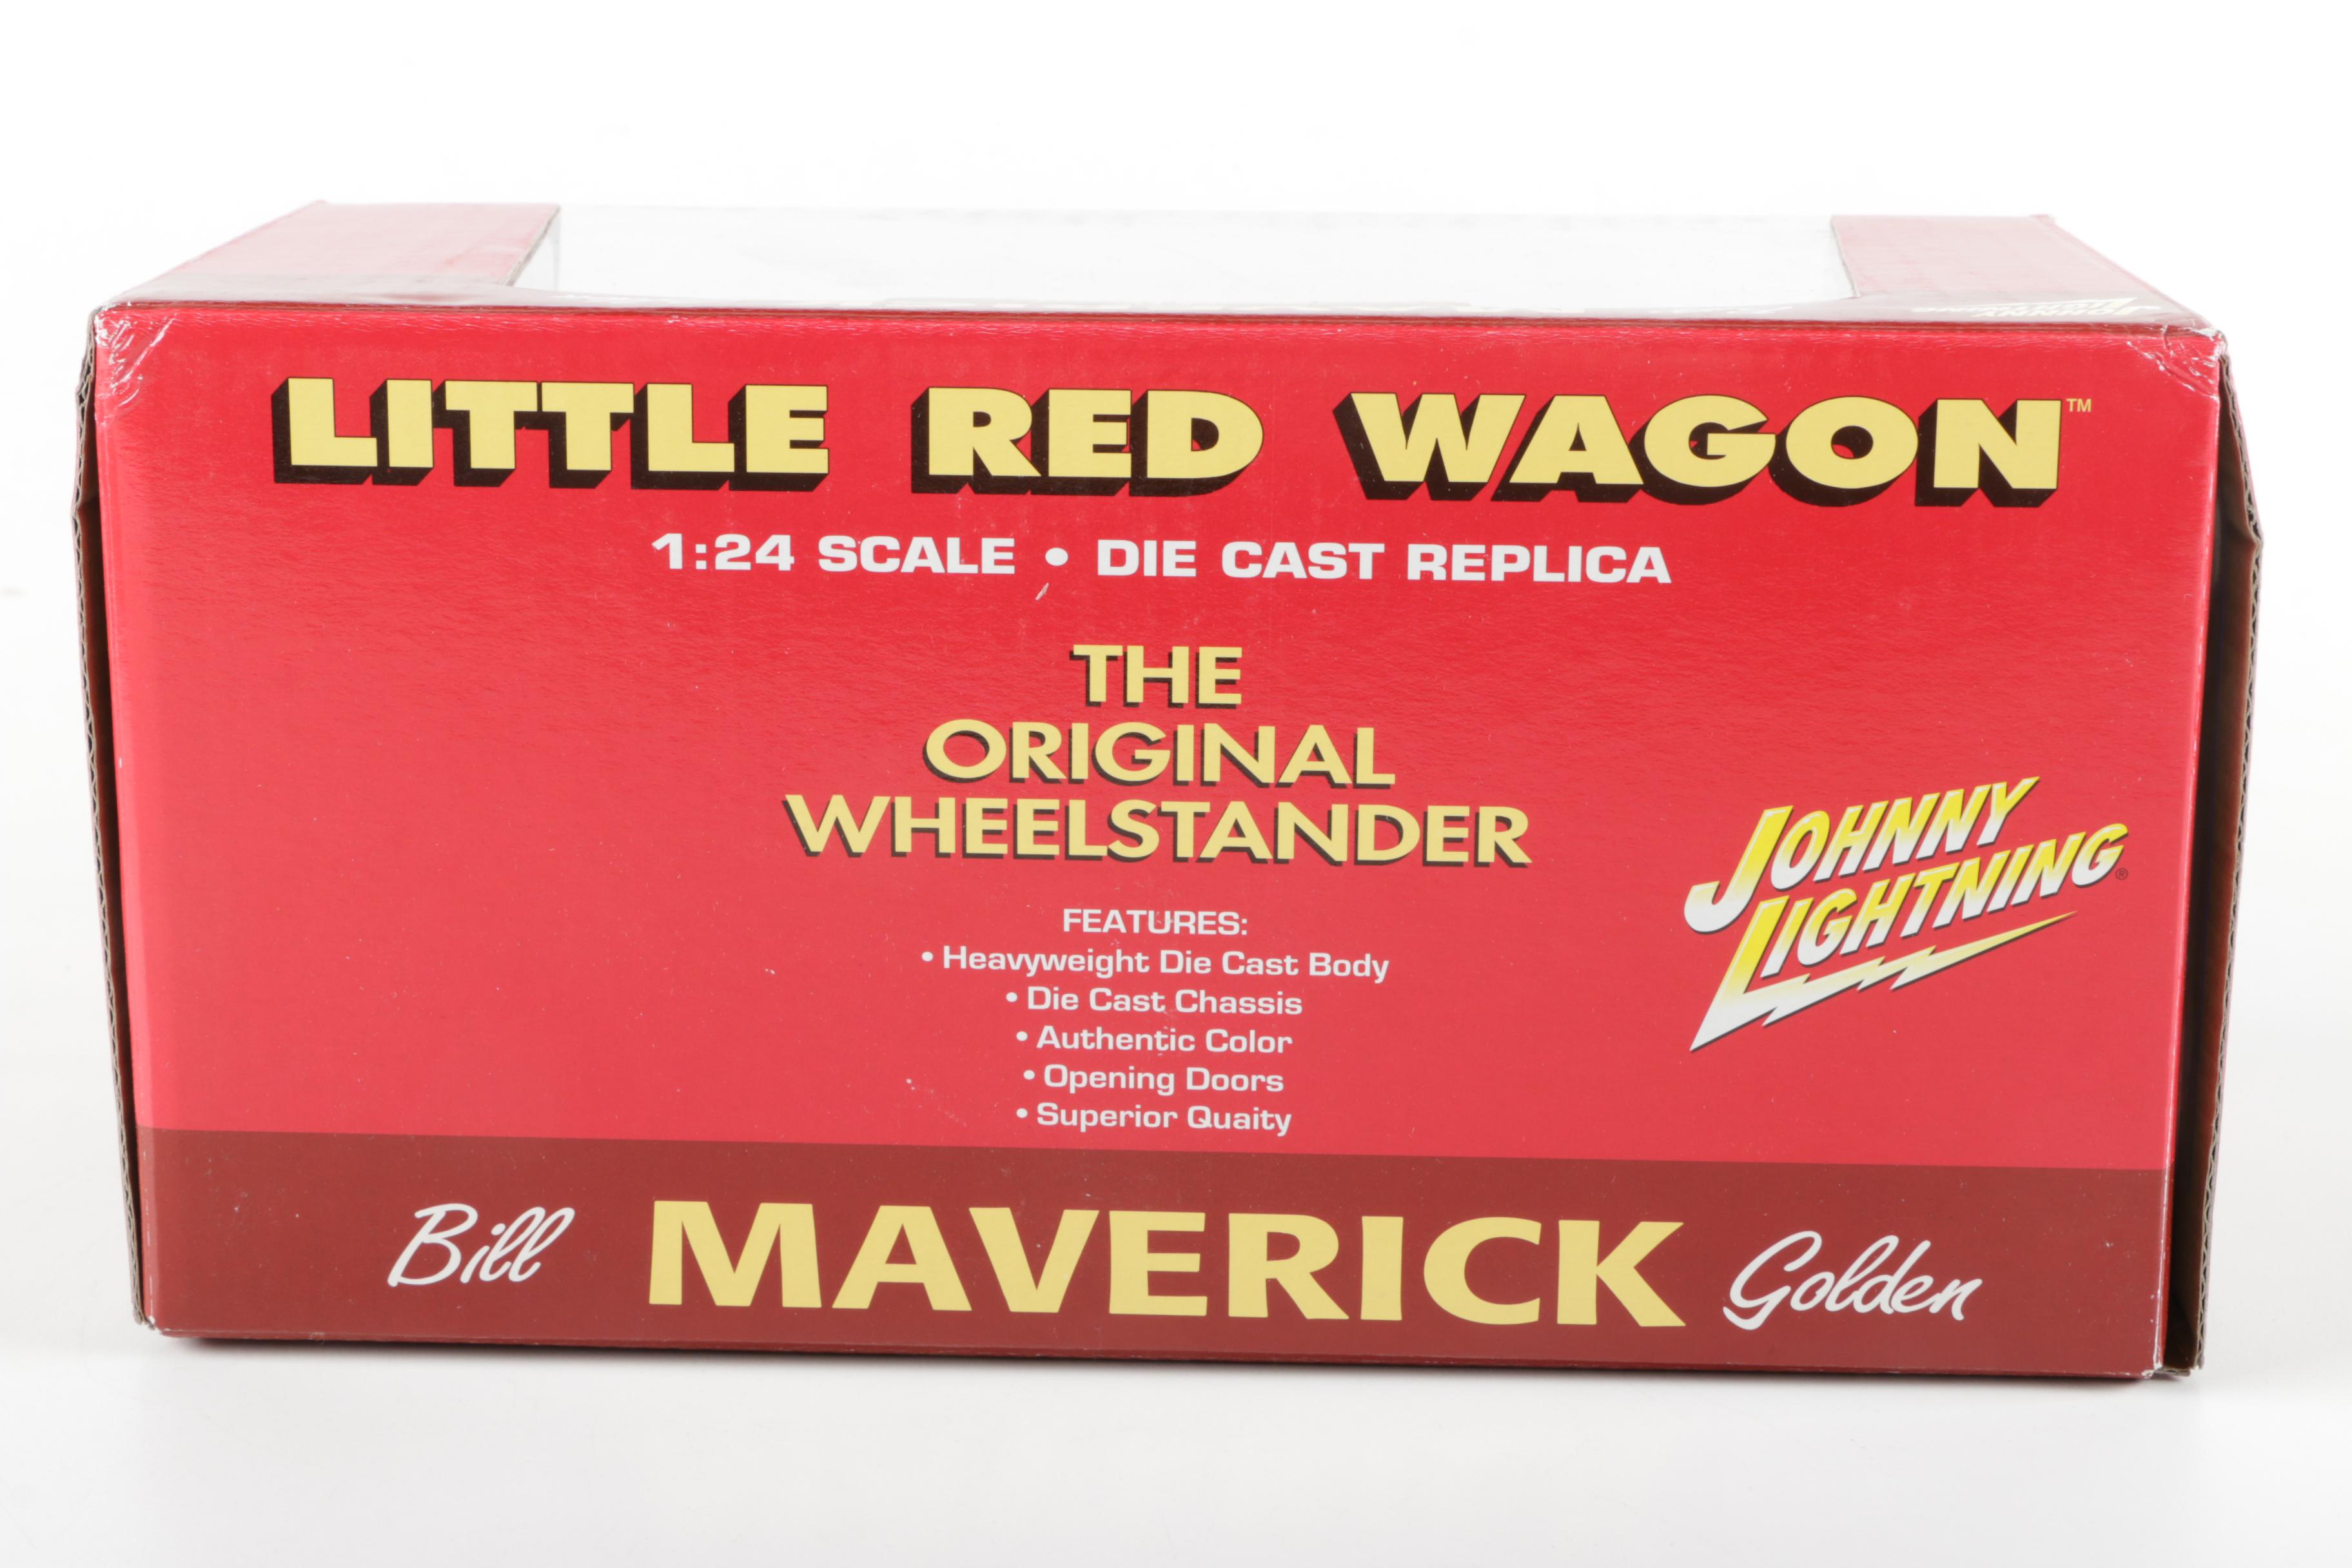 LITTLE RED WAGON™
1:24 SCALE • DIE CAST REPLICA
THE
ORIGINAL
WHEELSTANDER
JOHNNY
LIGHTNING®
FEATURES:
• Heavyweight Die Cast Body
• Die Cast Chassis
• Authentic Color
• Opening Doors
• Superior Quaity
Bill MAVERICK Golden